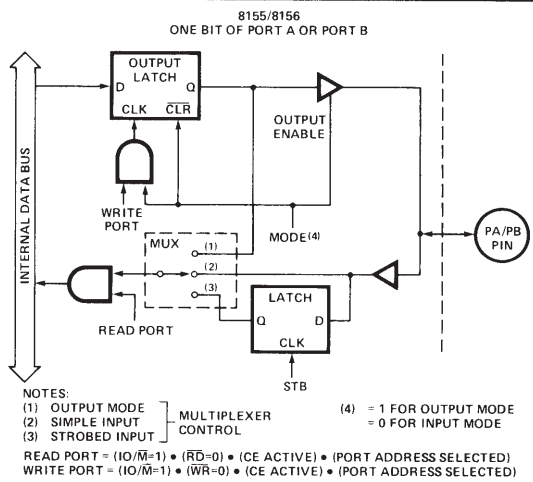 8155/8156
ONE BIT OF PORT A OR PORT B
OUTPUT
LATCH
D
Q
CLK
C̅L̅R̅
OUTPUT
ENABLE
INTERNAL DATA BUS
WRITE
PORT
MODE(4)
MUX
(1)
(2)
(3)
PA/PB
PIN
READ PORT
LATCH
Q
D
CLK
STB
NOTES:
(1) OUTPUT MODE
(2) SIMPLE INPUT
(3) STROBED INPUT
MULTIPLEXER
CONTROL
(4) = 1 FOR OUTPUT MODE
= 0 FOR INPUT MODE
READ PORT = (IO/M̅=1) • (R̅D̅=0) • (CE ACTIVE) • (PORT ADDRESS SELECTED)
WRITE PORT = (IO/M̅=1) • (W̅R̅=0) • (CE ACTIVE) • (PORT ADDRESS SELECTED)